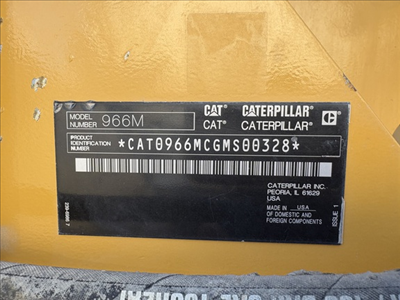 MODEL NUMBER 966M
CAT CATERPILLAR C
CAT® CATERPILLAR®
PRODUCT IDENTIFICATION NUMBER *CAT0966MCGMS00328*
CATERPILLAR INC.
PEORIA, IL 61629
USA
MADE IN USA
OF DOMESTIC AND
FOREIGN COMPONENTS
ISSUE 1